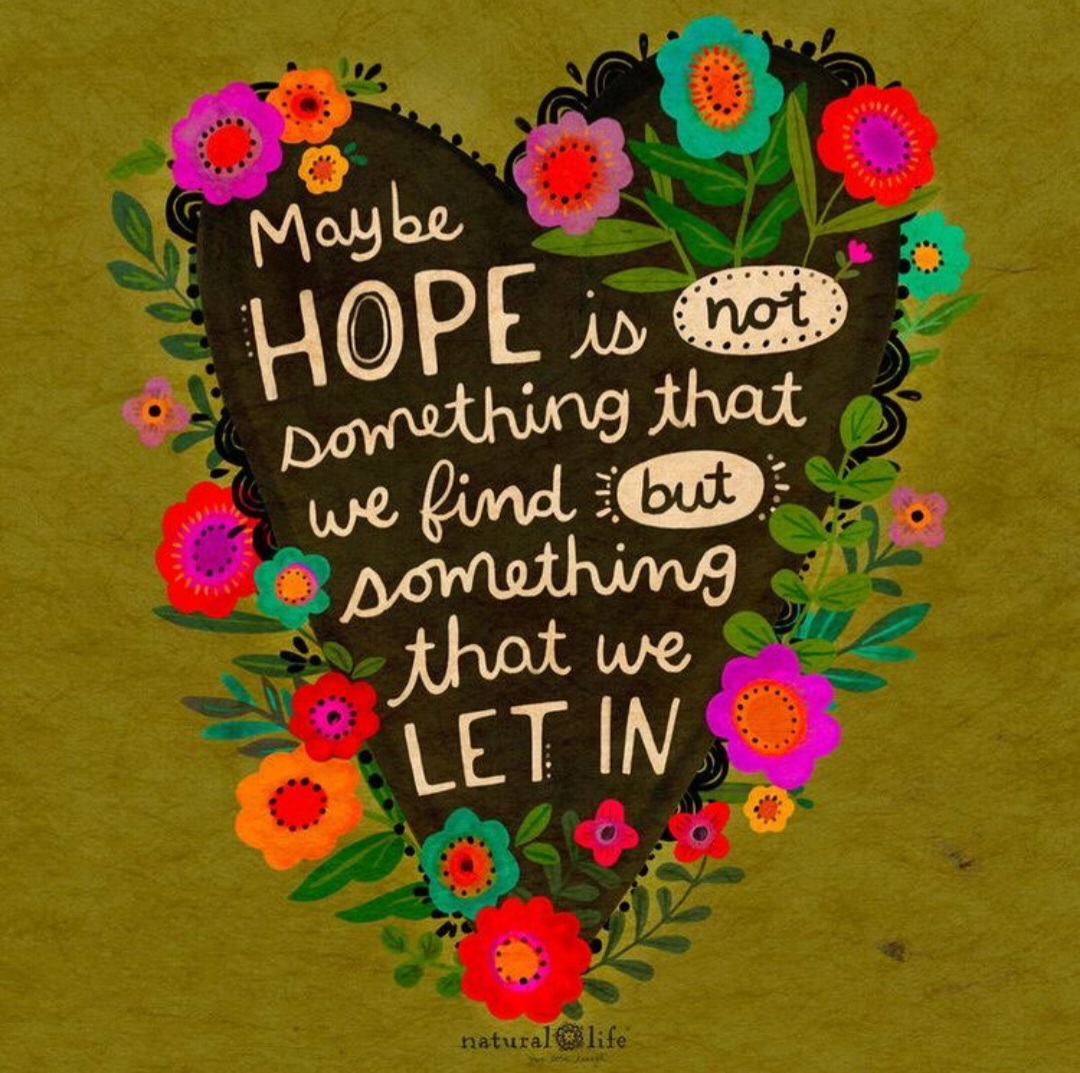 Maybe
HOPE is not
something that
we find but
something
that we
LET IN
natural life